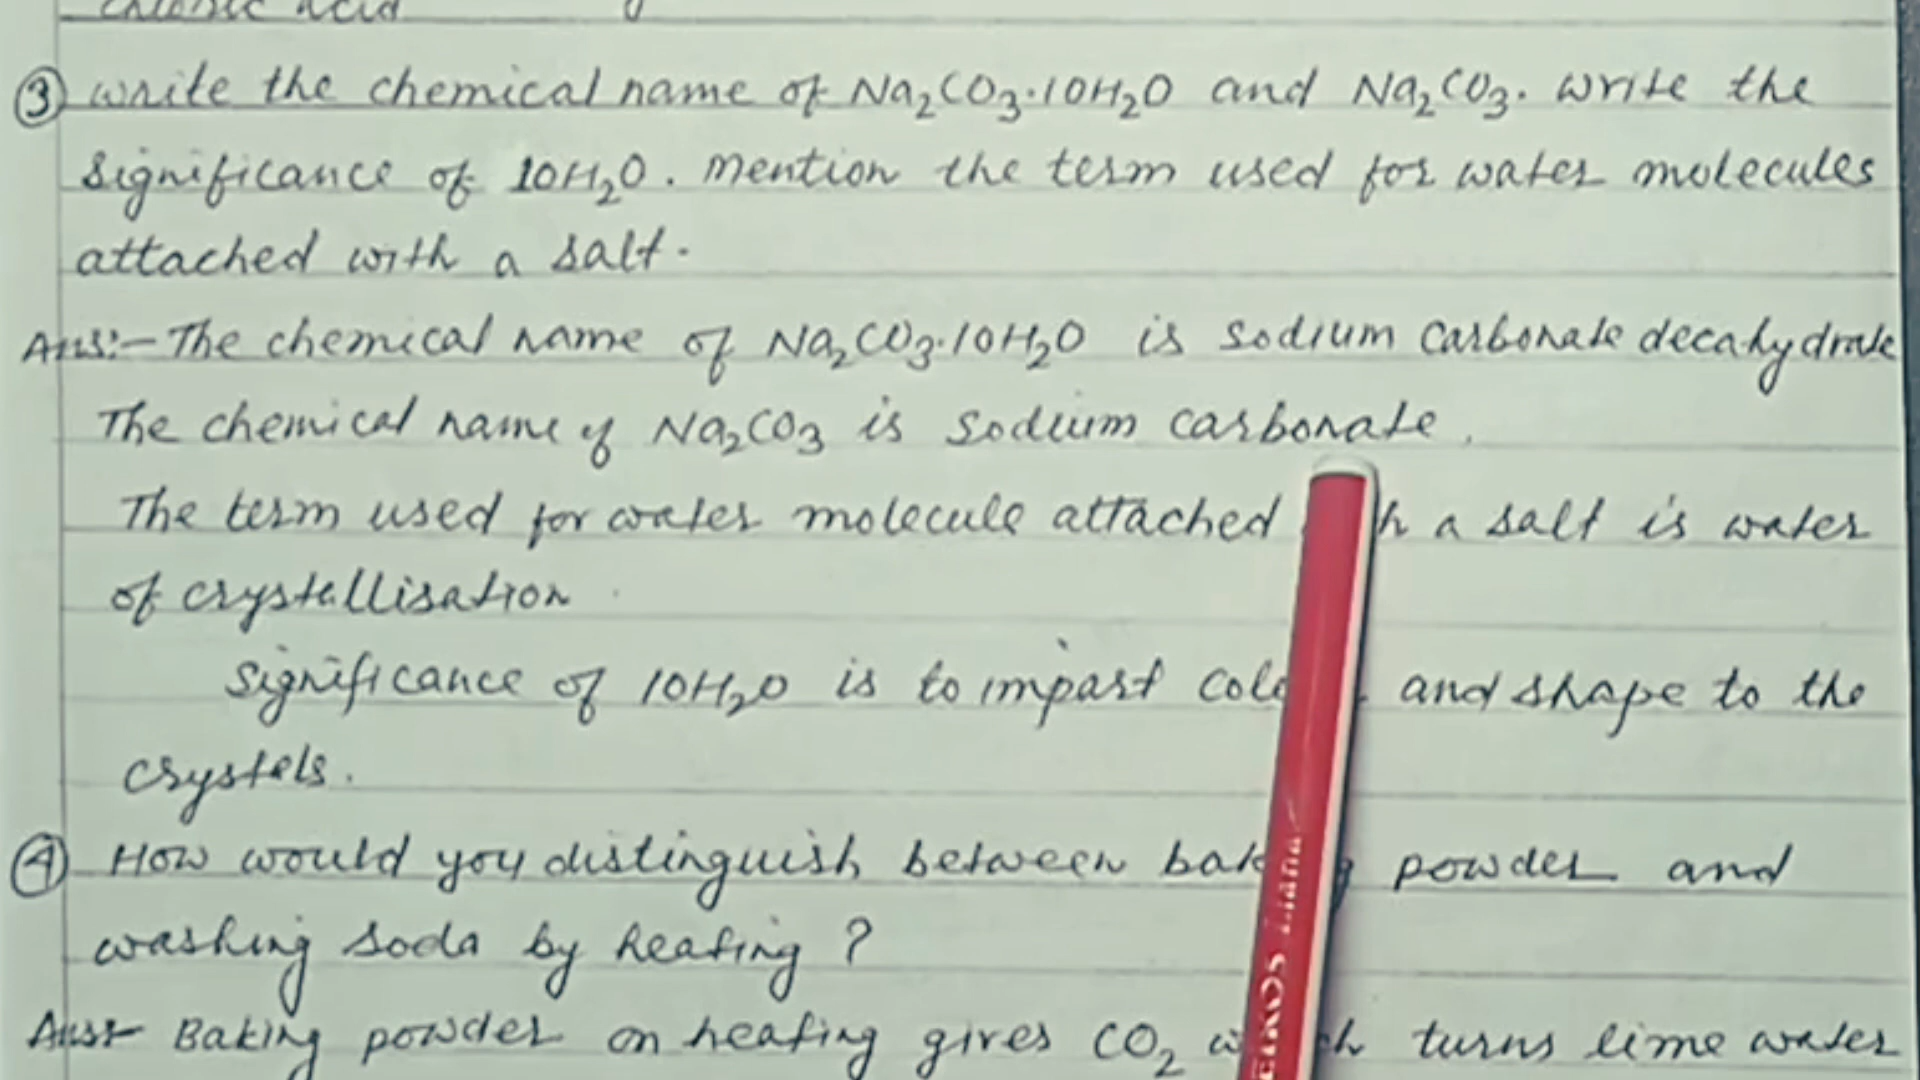 chloric acid
③ write the chemical name of Na₂CO₃·10H₂O and Na₂CO₃. write the
significance of 10H₂O. mention the term used for water molecules
attached with a salt.
Ans:- The chemical name of Na₂CO₃·10H₂O is sodium carbonate decahydrate
The chemical name of Na₂CO₃ is sodium carbonate.
The term used for water molecule attached a salt is water
of crystallisation
significance of 10H₂O is to impart and shape to the
crystels.
④ How would you distinguish between powder and
washing soda by heating ?
Ans:- Baking powder on heating gives CO₂ turns lime water
Liana